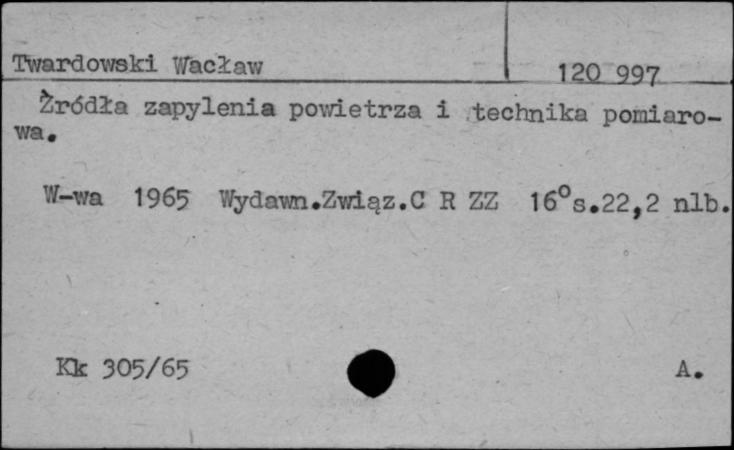 Twardowski Wacław 120 997
Źródła zapylenia powietrza i technika pomiaro-
wa.
W-wa 1965 Wydawn.Związ.C R ZZ 16°s.22,2 nlb.
Kk 305/65 A.